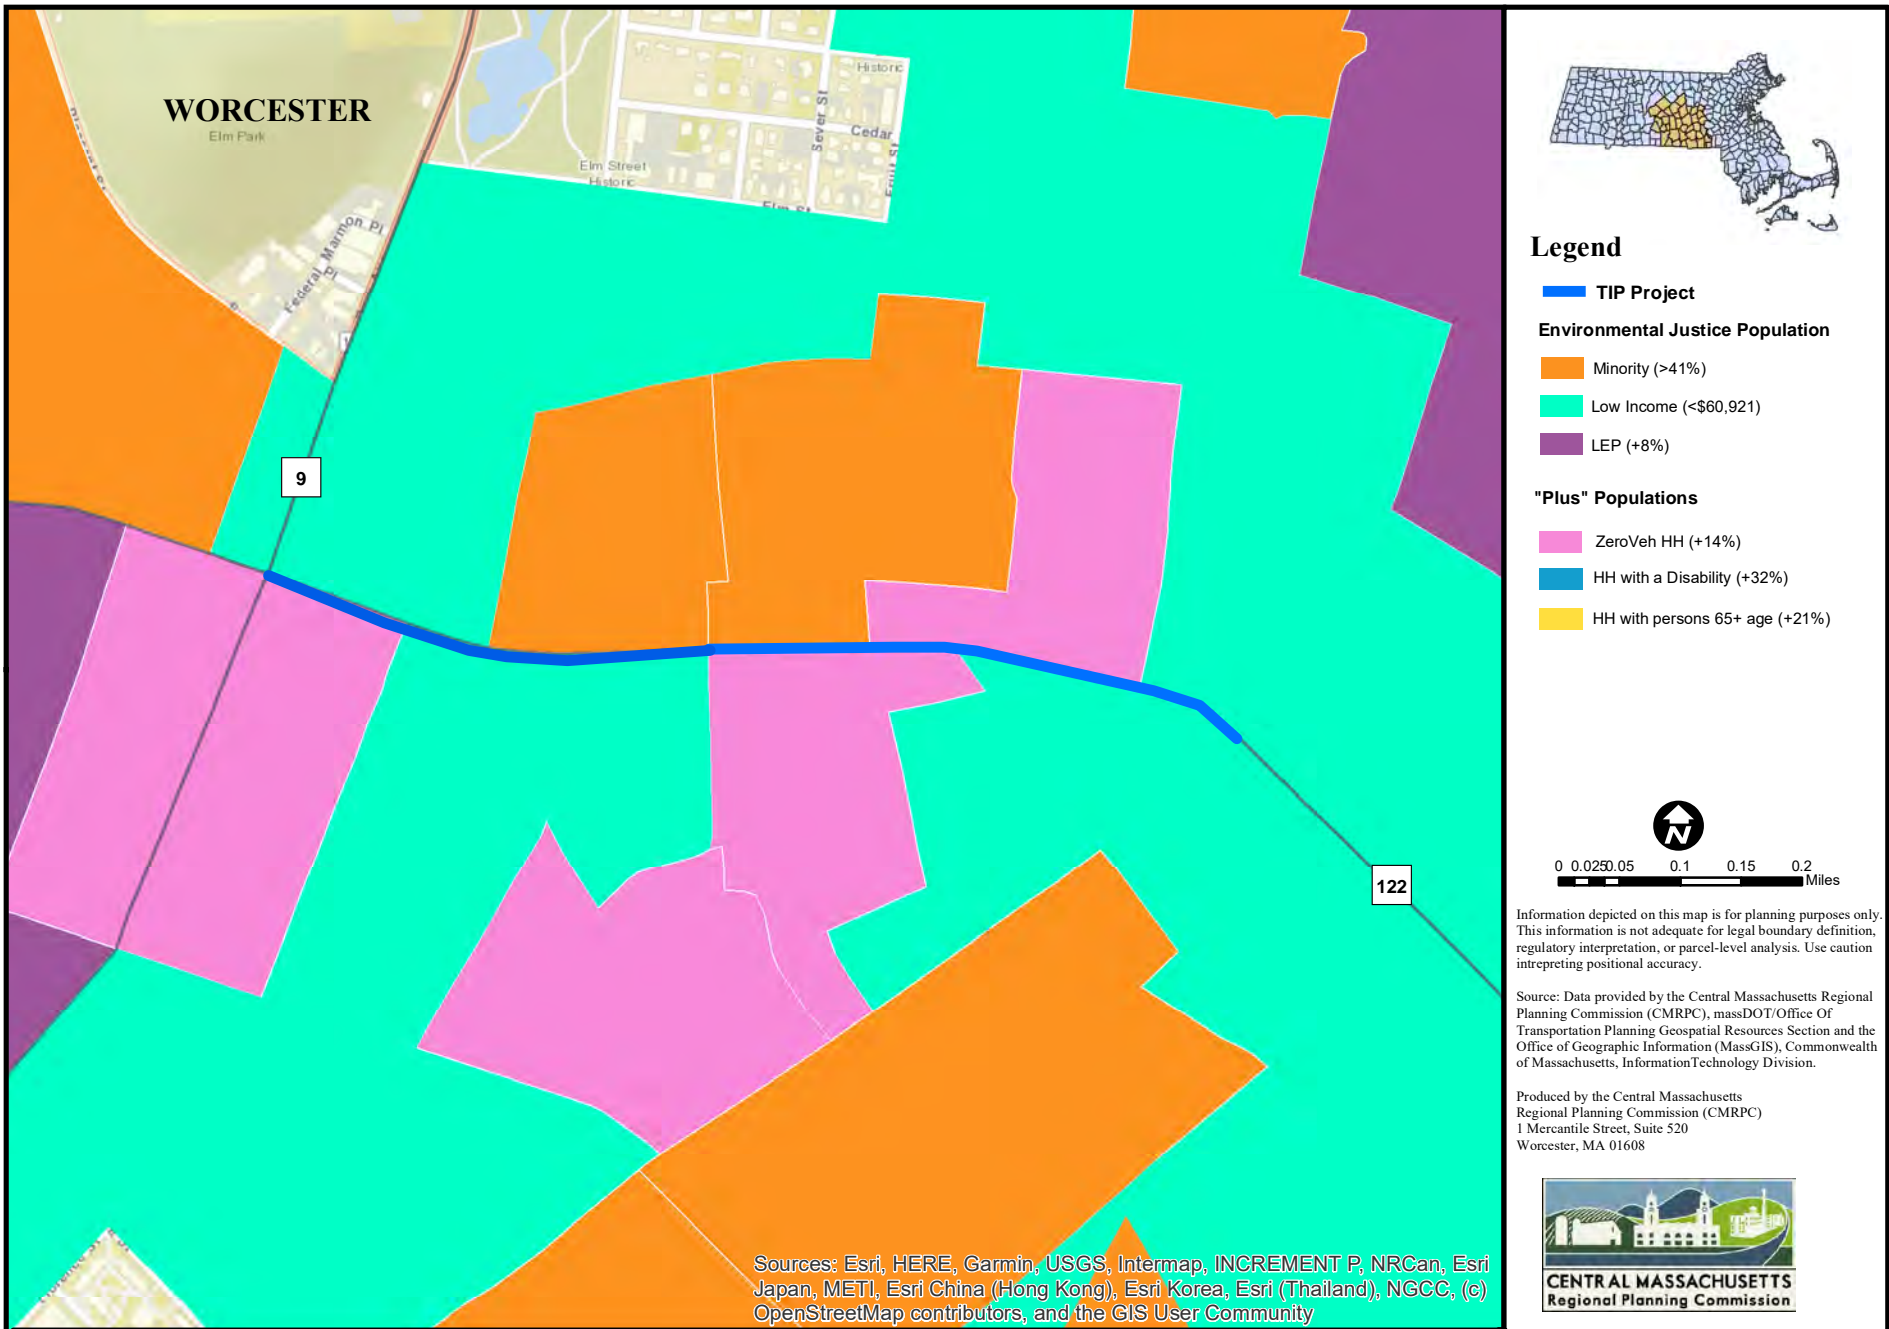 WORCESTER
Elm Park
Historic
Sever St
Cedar
Fruit St
Elm Street
Historic
Elm St
Marmon Pl
Federal
Pl
9
122
Legend
TIP Project
Environmental Justice Population
Minority (>41%)
Low Income (<$60,921)
LEP (+8%)
"Plus" Populations
ZeroVeh HH (+14%)
HH with a Disability (+32%)
HH with persons 65+ age (+21%)
N
0 0.025 0.05 0.1 0.15 0.2
Miles
Information depicted on this map is for planning purposes only.
This information is not adequate for legal boundary definition,
regulatory interpretation, or parcel-level analysis. Use caution
intrepreting positional accuracy.
Source: Data provided by the Central Massachusetts Regional
Planning Commission (CMRPC), massDOT/Office Of
Transportation Planning Geospatial Resources Section and the
Office of Geographic Information (MassGIS), Commonwealth
of Massachusetts, InformationTechnology Division.
Produced by the Central Massachusetts
Regional Planning Commission (CMRPC)
1 Mercantile Street, Suite 520
Worcester, MA 01608
CENTRAL MASSACHUSETTS
Regional Planning Commission
Sources: Esri, HERE, Garmin, USGS, Intermap, INCREMENT P, NRCan, Esri
Japan, METI, Esri China (Hong Kong), Esri Korea, Esri (Thailand), NGCC, (c)
OpenStreetMap contributors, and the GIS User Community